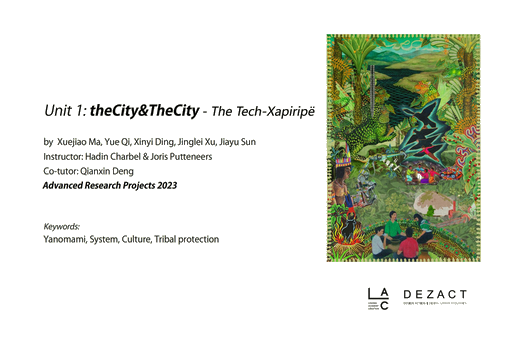 Unit 1: theCity&TheCity - The Tech-Xapiripë
by Xuejiao Ma, Yue Qi, Xinyi Ding, Jinglei Xu, Jiayu Sun
Instructor: Hadin Charbel & Joris Putteneers
Co-tutor: Qianxin Deng
Advanced Research Projects 2023
Keywords:
Yanomami, System, Culture, Tribal protection
LAC
DEZACT